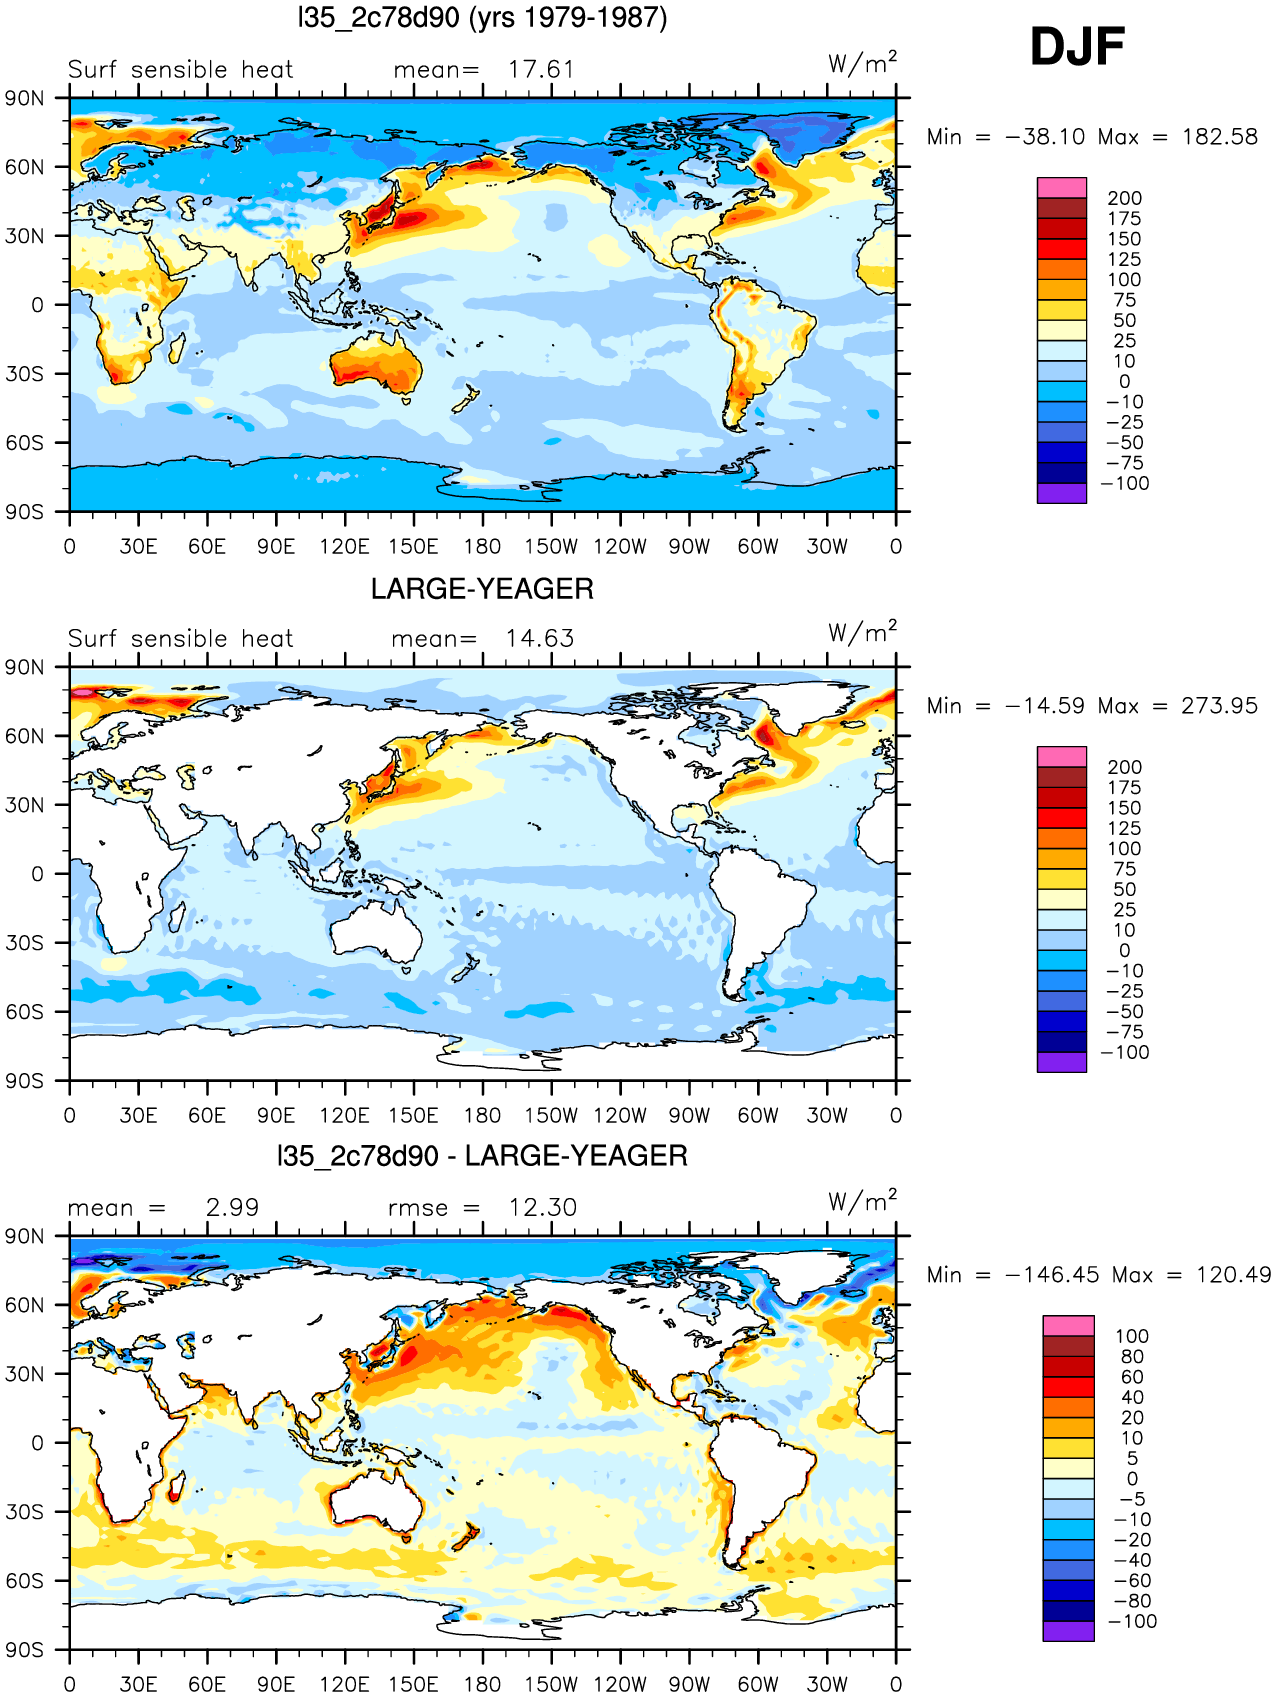 l35_2c78d90 (yrs 1979-1987)
DJF
Surf sensible heat mean= 17.61 W/m²
Min = −38.10 Max = 182.58
90N
60N
30N
0
30S
60S
90S
0 30E 60E 90E 120E 150E 180 150W 120W 90W 60W 30W 0
200
175
150
125
100
75
50
25
10
0
−10
−25
−50
−75
−100
LARGE-YEAGER
Surf sensible heat mean= 14.63 W/m²
Min = −14.59 Max = 273.95
90N
60N
30N
0
30S
60S
90S
0 30E 60E 90E 120E 150E 180 150W 120W 90W 60W 30W 0
200
175
150
125
100
75
50
25
10
0
−10
−25
−50
−75
−100
l35_2c78d90 - LARGE-YEAGER
mean = 2.99 rmse = 12.30 W/m²
Min = −146.45 Max = 120.49
90N
60N
30N
0
30S
60S
90S
0 30E 60E 90E 120E 150E 180 150W 120W 90W 60W 30W 0
100
80
60
40
20
10
5
0
−5
−10
−20
−40
−60
−80
−100